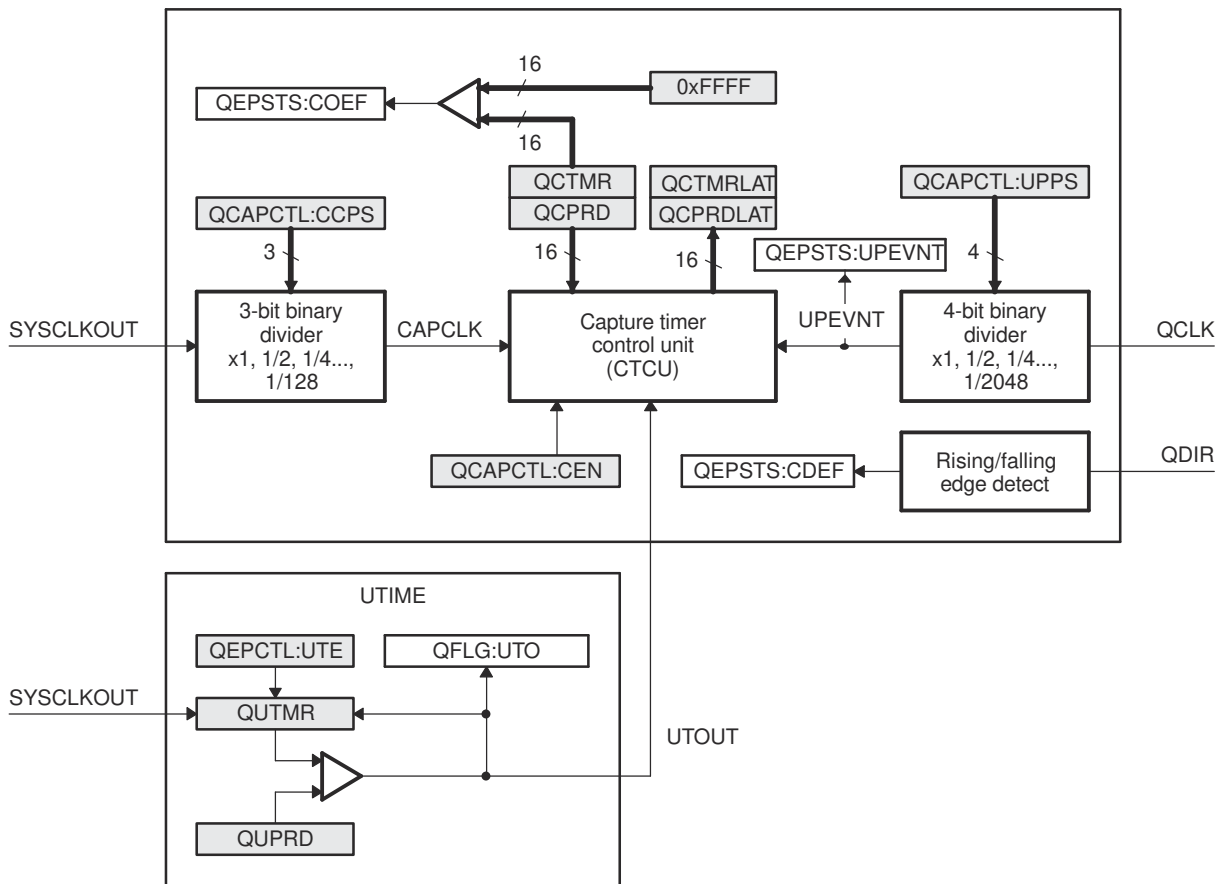 16
0xFFFF
QEPSTS:COEF
16
QCTMR
QCTMRLAT
QCAPCTL:UPPS
QCAPCTL:CCPS
QCPRD
QCPRDLAT
3
16
16
QEPSTS:UPEVNT
4
SYSCLKOUT
3-bit binary
divider
x1, 1/2, 1/4...,
1/128
CAPCLK
Capture timer
control unit
(CTCU)
UPEVNT
4-bit binary
divider
x1, 1/2, 1/4...,
1/2048
QCLK
QCAPCTL:CEN
QEPSTS:CDEF
Rising/falling
edge detect
QDIR
UTIME
QEPCTL:UTE
QFLG:UTO
SYSCLKOUT
QUTMR
UTOUT
QUPRD